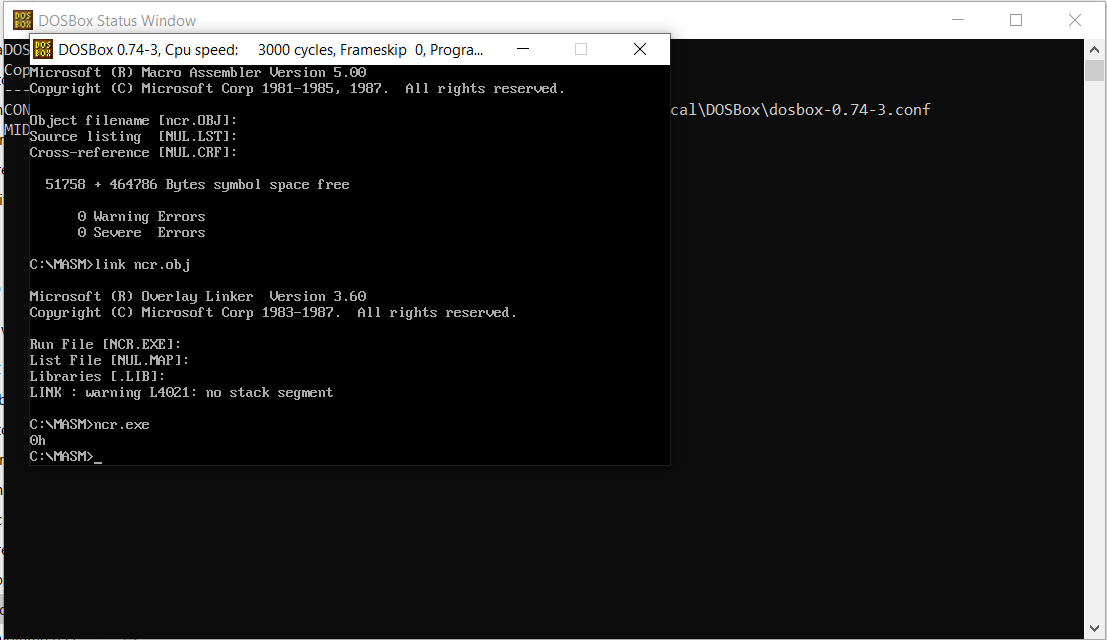 DOSBox Status Window
DOSBox 0.74-3, Cpu speed: 3000 cycles, Frameskip 0, Progra...
DOS
Cop
---
CON
cal\DOSBox\dosbox-0.74-3.conf
MID
Microsoft (R) Macro Assembler Version 5.00
Copyright (C) Microsoft Corp 1981-1985, 1987.  All rights reserved.
Object filename [ncr.OBJ]:
Source listing  [NUL.LST]:
Cross-reference [NUL.CRF]:
51758 + 464786 Bytes symbol space free
0 Warning Errors
0 Severe  Errors
C:\MASM>link ncr.obj
Microsoft (R) Overlay Linker  Version 3.60
Copyright (C) Microsoft Corp 1983-1987.  All rights reserved.
Run File [NCR.EXE]:
List File [NUL.MAP]:
Libraries [.LIB]:
LINK : warning L4021: no stack segment
C:\MASM>ncr.exe
0h
C:\MASM>_